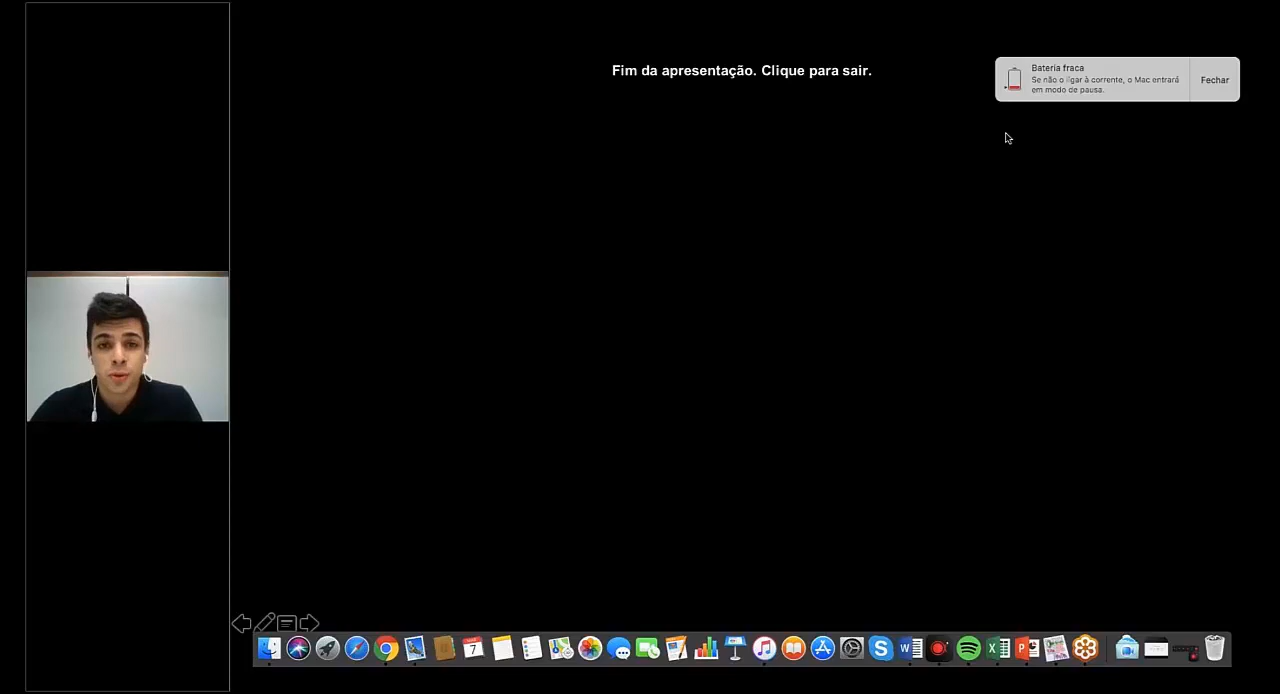 Fim da apresentação. Clique para sair.
Bateria fraca
Se não o ligar à corrente, o Mac entrará
em modo de pausa.
Fechar
7